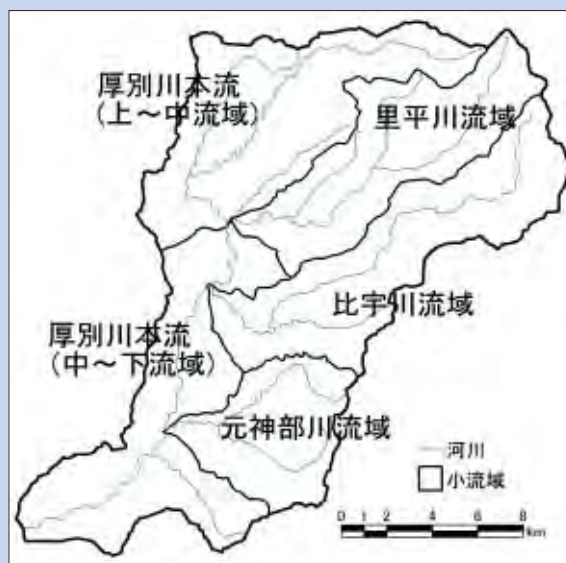 厚別川本流
(上～中流域)
里平川流域
比宇川流域
厚別川本流
(中～下流域)
元神部川流域
河川
小流域
0 1 2 4 6 8
km